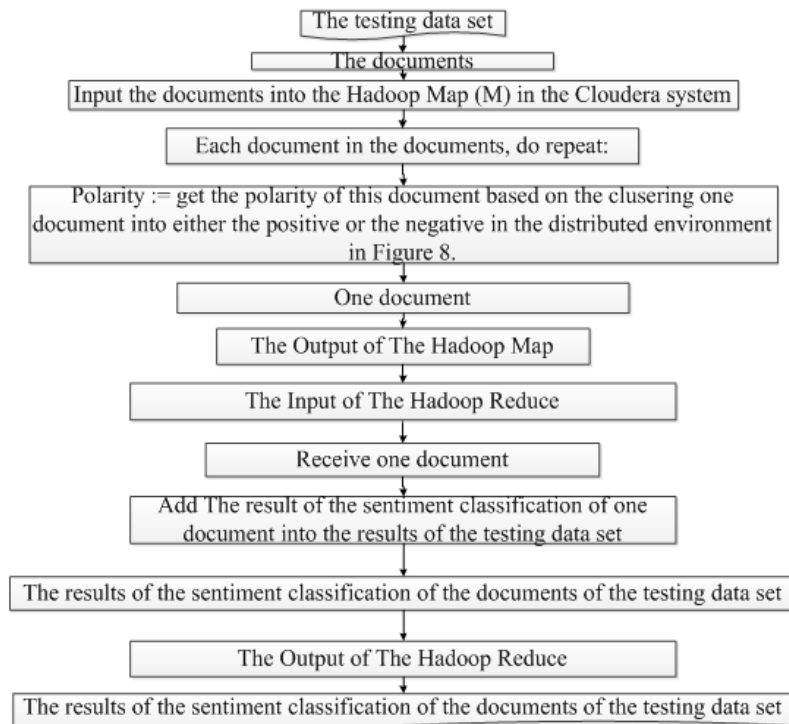 The testing data set
The documents
Input the documents into the Hadoop Map (M) in the Cloudera system
Each document in the documents, do repeat:
Polarity := get the polarity of this document based on the clusering one
document into either the positive or the negative in the distributed environment
in Figure 8.
One document
The Output of The Hadoop Map
The Input of The Hadoop Reduce
Receive one document
Add The result of the sentiment classification of one
document into the results of the testing data set
The results of the sentiment classification of the documents of the testing data set
The Output of The Hadoop Reduce
The results of the sentiment classification of the documents of the testing data set